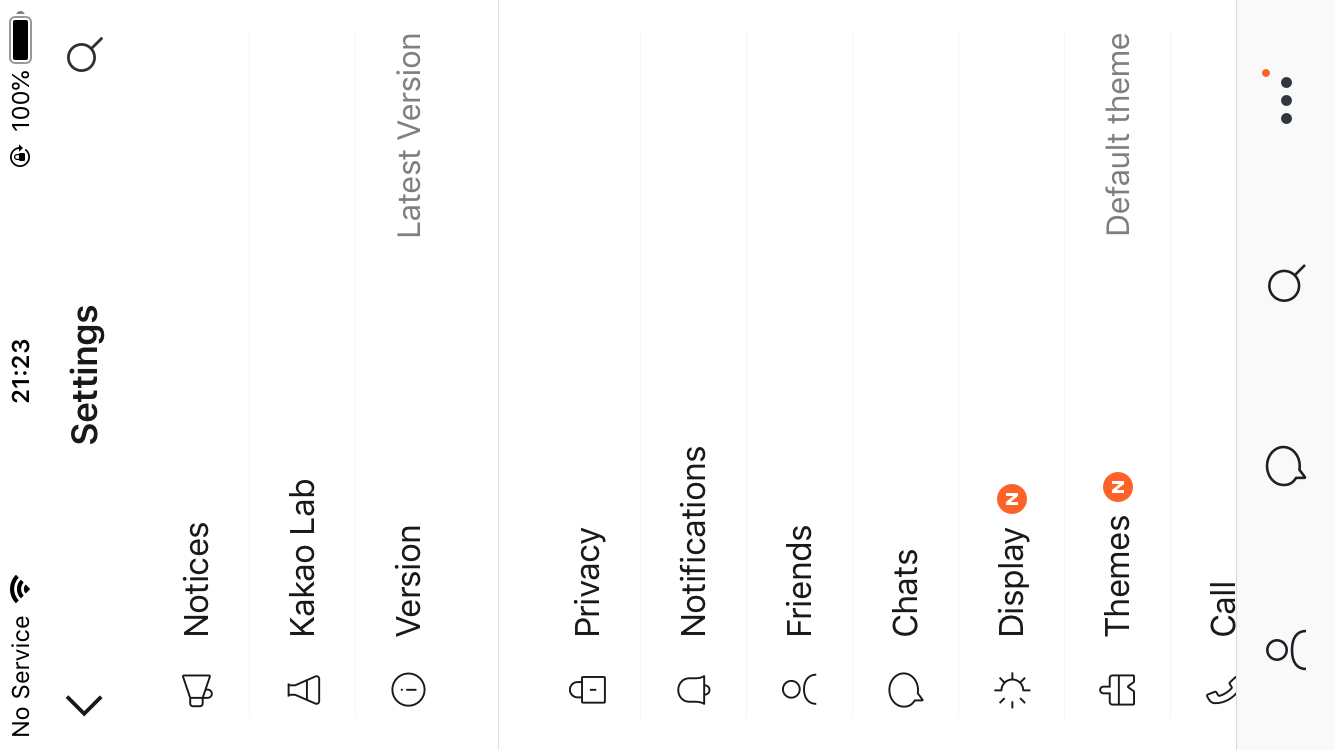 No Service 21:23 100%
Settings
Notices
Kakao Lab
Version Latest Version
Privacy
Notifications
Friends
Chats
Display N
Themes N Default theme
Call